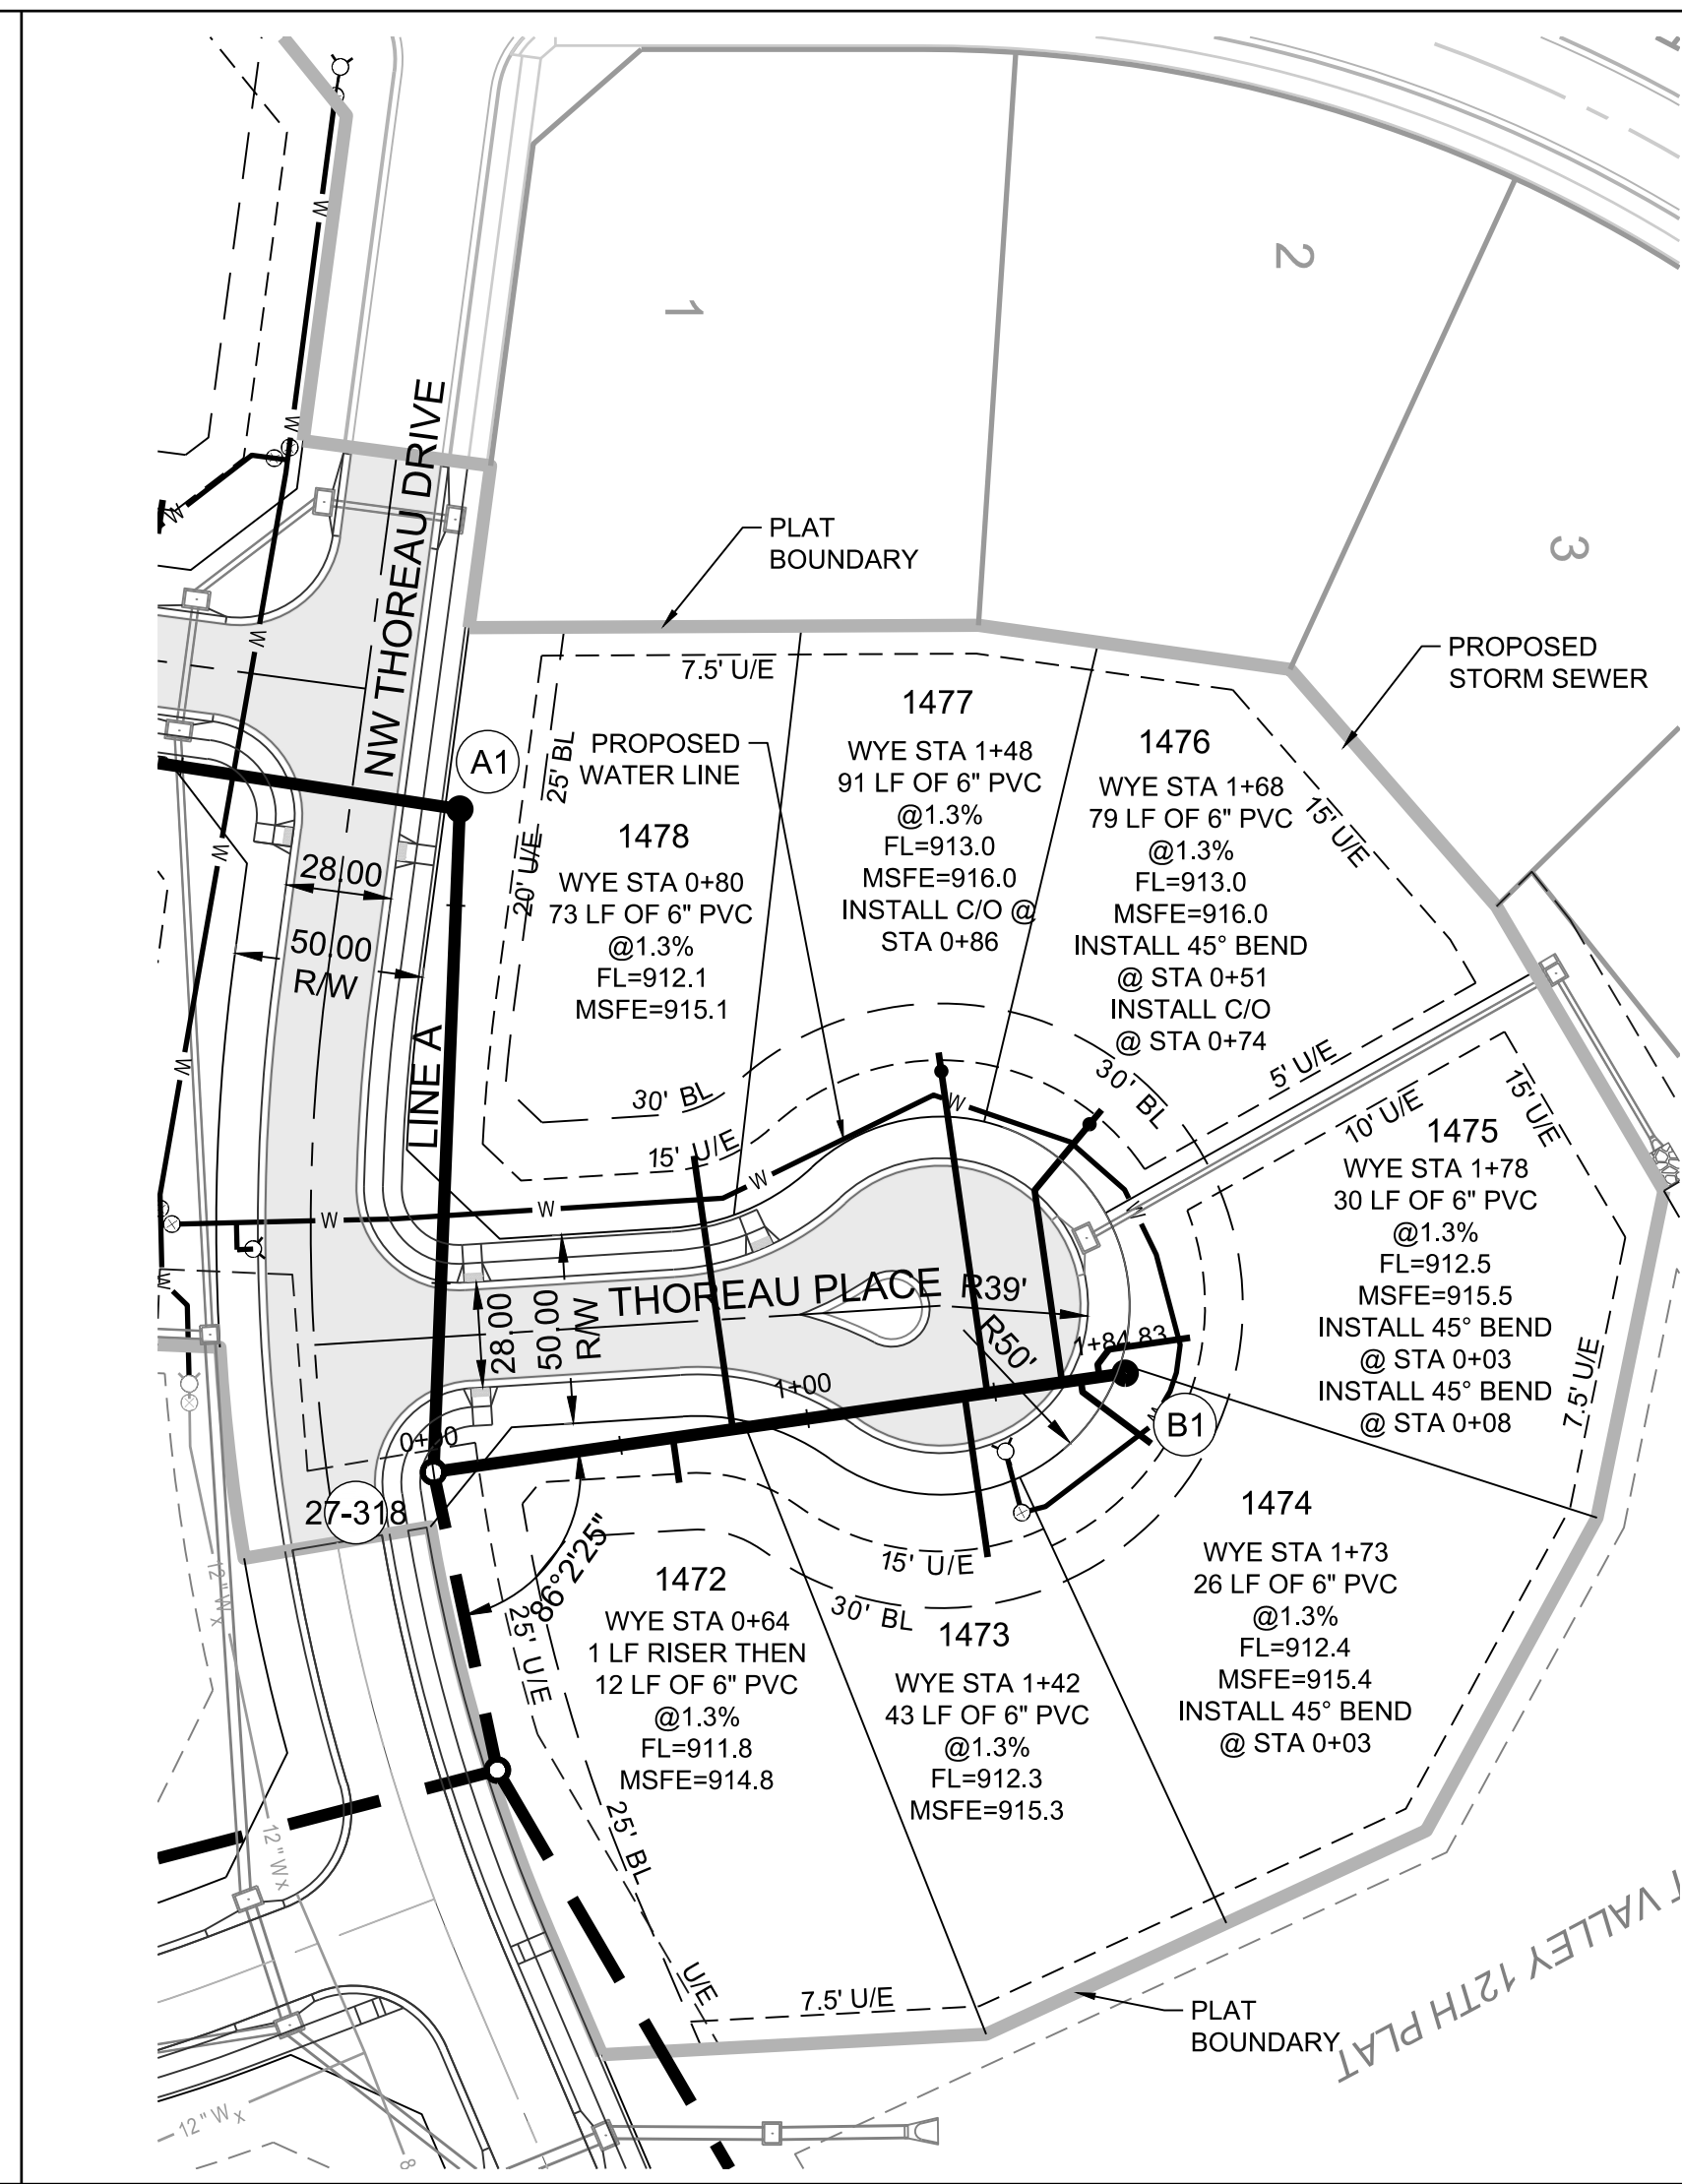 1
2
3
NW THOREAU DRIVE
PLAT
BOUNDARY
PROPOSED
STORM SEWER
7.5' U/E
A1
PROPOSED
WATER LINE
25' BL
20' U/E
1478
WYE STA 0+80
73 LF OF 6" PVC
@1.3%
FL=912.1
MSFE=915.1
1477
WYE STA 1+48
91 LF OF 6" PVC
@1.3%
FL=913.0
MSFE=916.0
INSTALL C/O @
STA 0+86
1476
WYE STA 1+68
79 LF OF 6" PVC
@1.3%
FL=913.0
MSFE=916.0
INSTALL 45° BEND
@ STA 0+51
INSTALL C/O
@ STA 0+74
15' U/E
28.00
50.00
R/W
LINE A
30' BL
15' U/E
30' BL
5' U/E
10' U/E
15' U/E
1475
WYE STA 1+78
30 LF OF 6" PVC
@1.3%
FL=912.5
MSFE=915.5
INSTALL 45° BEND
@ STA 0+03
INSTALL 45° BEND
@ STA 0+08
7.5' U/E
W
W
W
W
W
W
W
W
W
W
W
THOREAU PLACE
R39'
R50'
28.00
50.00
R/W
1+84.83
1+00
B1
27-318
86°2'25"
1472
WYE STA 0+64
1 LF RISER THEN
12 LF OF 6" PVC
@1.3%
FL=911.8
MSFE=914.8
15' U/E
30' BL
1473
WYE STA 1+42
43 LF OF 6" PVC
@1.3%
FL=912.3
MSFE=915.3
1474
WYE STA 1+73
26 LF OF 6" PVC
@1.3%
FL=912.4
MSFE=915.4
INSTALL 45° BEND
@ STA 0+03
25' U/E
25' BL
U/E
7.5' U/E
PLAT
BOUNDARY
VALLEY 12TH PLAT
12" W x
12" W x
12" W x
8